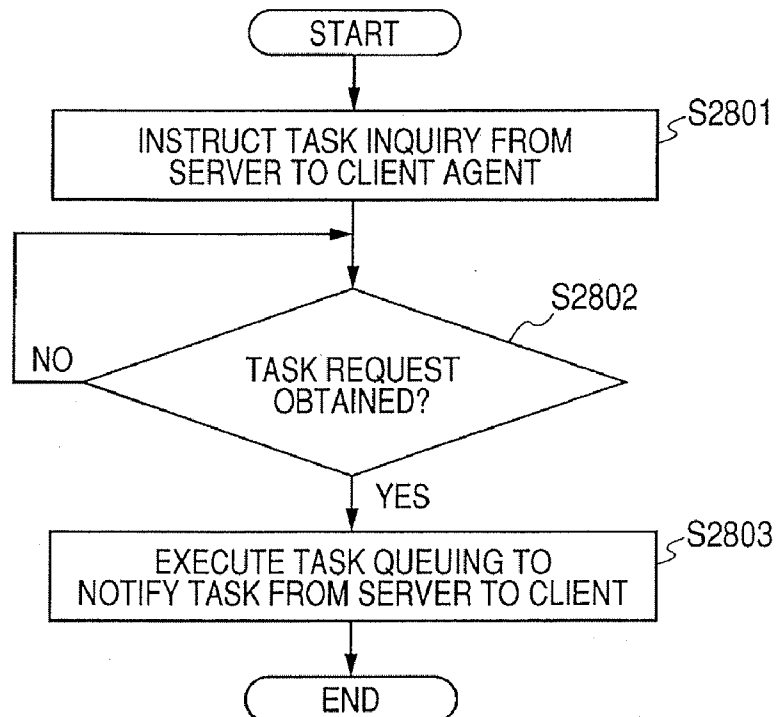 START
S2801
INSTRUCT TASK INQUIRY FROM
SERVER TO CLIENT AGENT
S2802
NO
TASK REQUEST
OBTAINED?
YES
S2803
EXECUTE TASK QUEUING TO
NOTIFY TASK FROM SERVER TO CLIENT
END